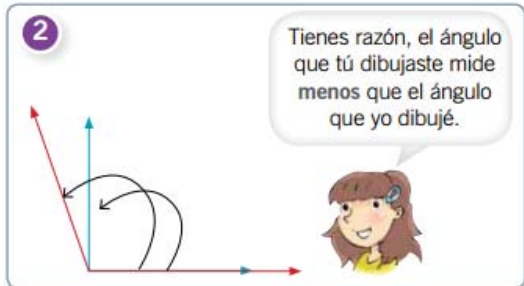 2
Tienes razón, el ángulo
que tú dibujaste mide
menos que el ángulo
que yo dibujé.